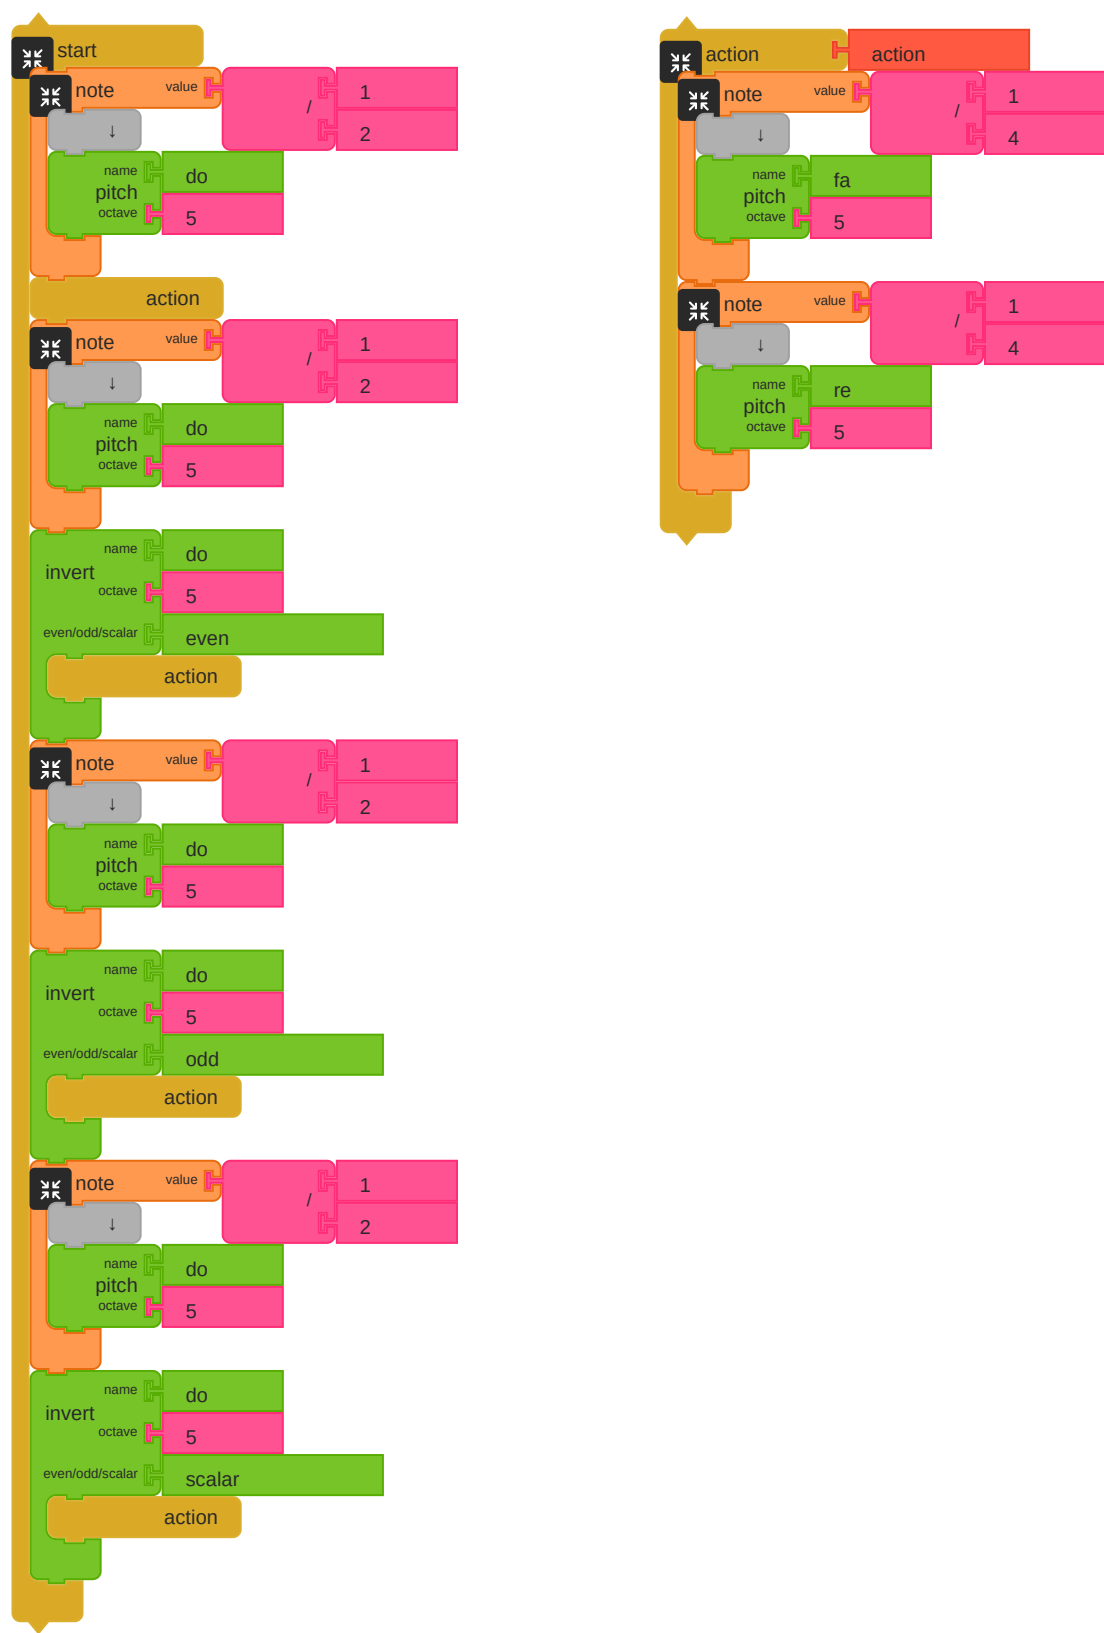 start
note value / 1
2
↓
name do
pitch
octave 5
action
note value / 1
2
↓
name do
pitch
octave 5
name do
invert
octave 5
even/odd/scalar even
action
note value / 1
2
↓
name do
pitch
octave 5
name do
invert
octave 5
even/odd/scalar odd
action
note value / 1
2
↓
name do
pitch
octave 5
name do
invert
octave 5
even/odd/scalar scalar
action
action action
note value / 1
4
↓
name fa
pitch
octave 5
note value / 1
4
↓
name re
pitch
octave 5